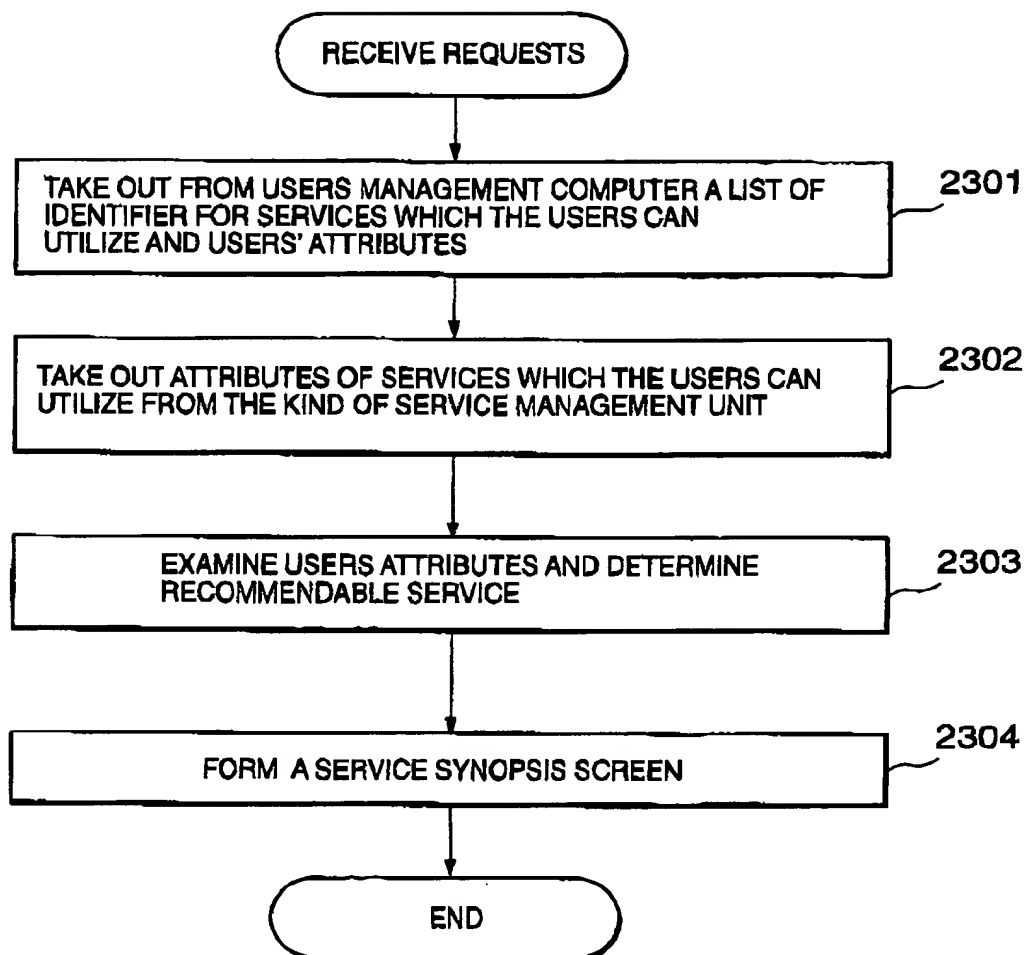 RECEIVE REQUESTS
TAKE OUT FROM USERS MANAGEMENT COMPUTER A LIST OF
IDENTIFIER FOR SERVICES WHICH THE USERS CAN
UTILIZE AND USERS' ATTRIBUTES
2301
TAKE OUT ATTRIBUTES OF SERVICES WHICH THE USERS CAN
UTILIZE FROM THE KIND OF SERVICE MANAGEMENT UNIT
2302
EXAMINE USERS ATTRIBUTES AND DETERMINE
RECOMMENDABLE SERVICE
2303
FORM A SERVICE SYNOPSIS SCREEN
2304
END